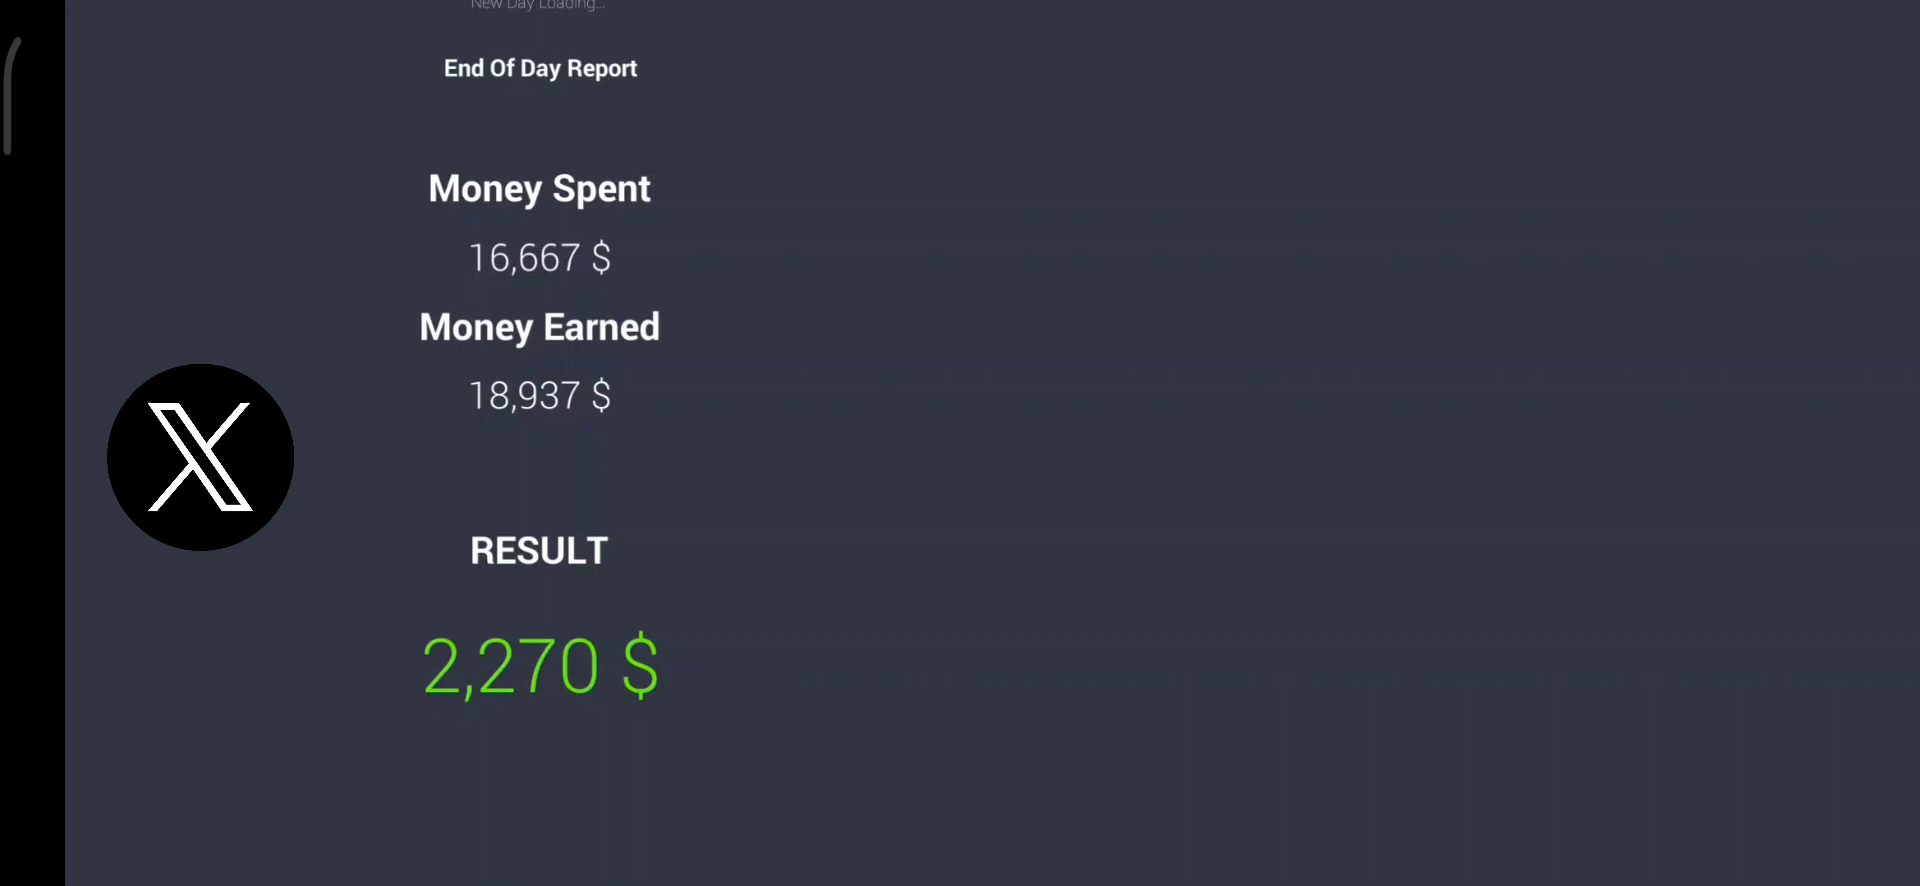 New Day Loading...
End Of Day Report
Money Spent
16,667 $
Money Earned
18,937 $
RESULT
2,270 $